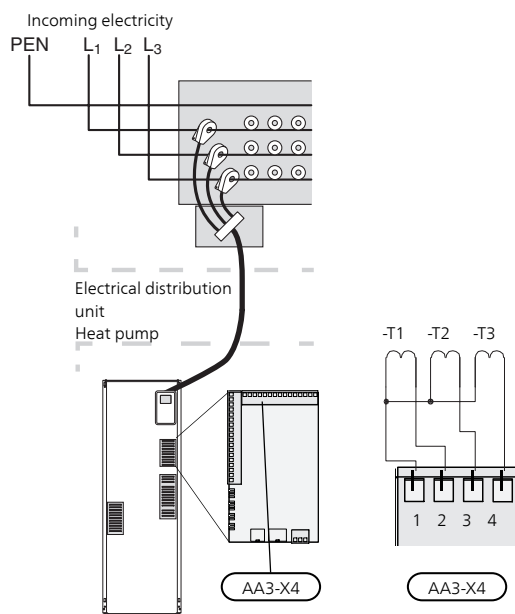 Incoming electricity
PEN L1 L2 L3
Electrical distribution
unit
Heat pump
-T1 -T2 -T3
1 2 3 4
AA3-X4 AA3-X4